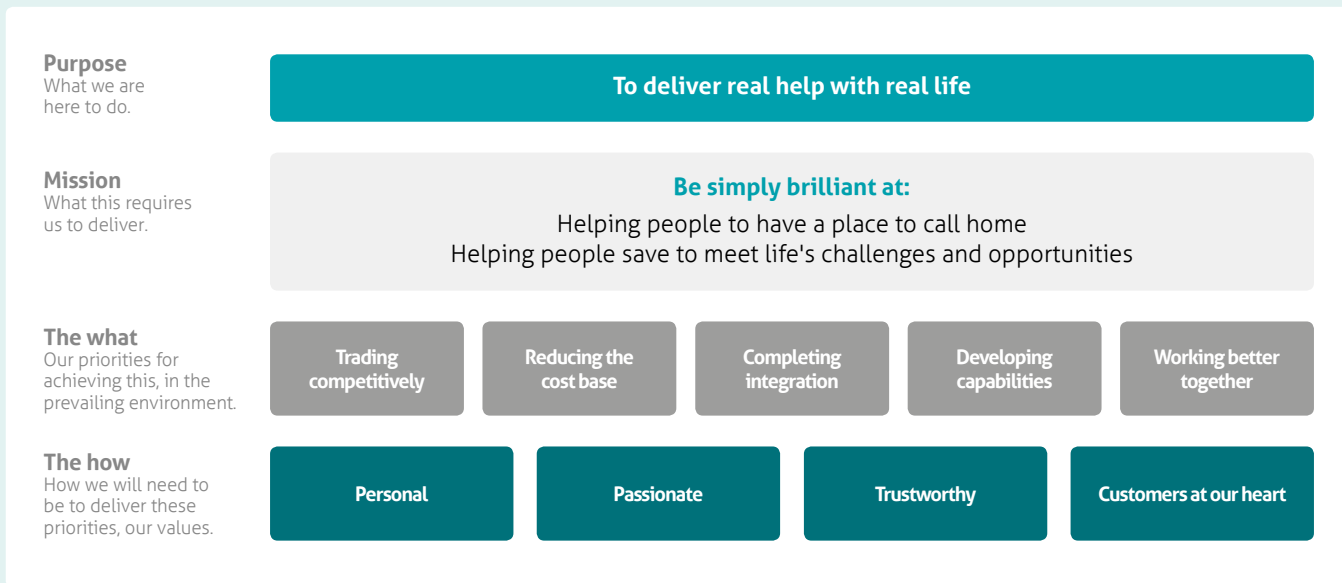 Purpose
What we are
here to do.
To deliver real help with real life
Mission
What this requires
us to deliver.
Be simply brilliant at:
Helping people to have a place to call home
Helping people save to meet life's challenges and opportunities
The what
Our priorities for
achieving this, in the
prevailing environment.
Trading
competitively
Reducing the
cost base
Completing
integration
Developing
capabilities
Working better
together
The how
How we will need to
be to deliver these
priorities, our values.
Personal
Passionate
Trustworthy
Customers at our heart